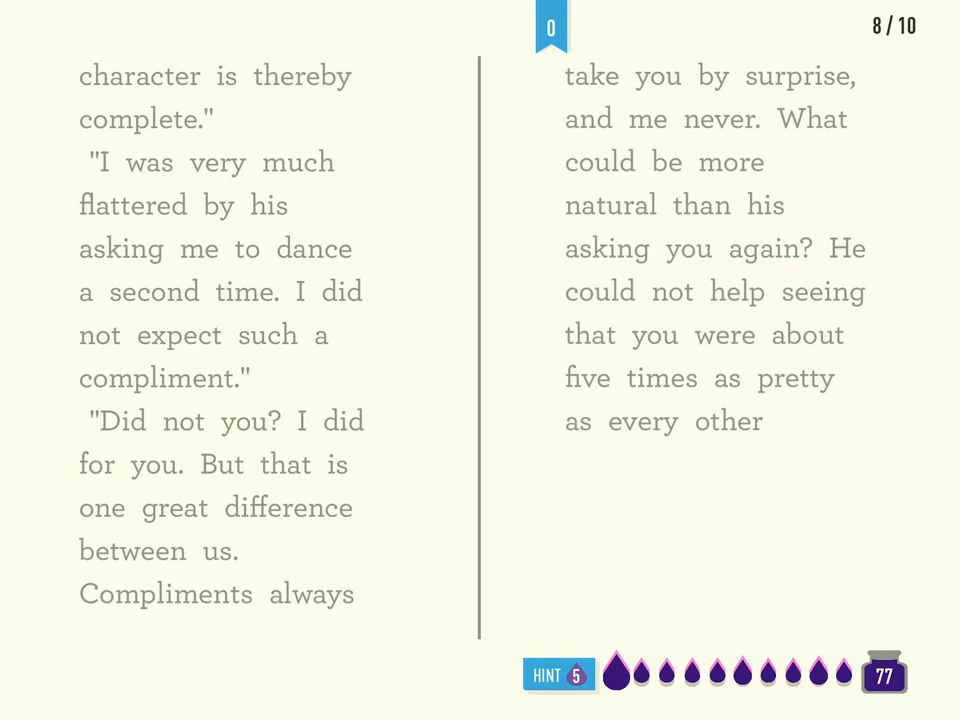 0
8 / 10
character is thereby
complete."
"I was very much
flattered by his
asking me to dance
a second time. I did
not expect such a
compliment."
"Did not you? I did
for you. But that is
one great difference
between us.
Compliments always
take you by surprise,
and me never. What
could be more
natural than his
asking you again? He
could not help seeing
that you were about
five times as pretty
as every other
HINT 5
77